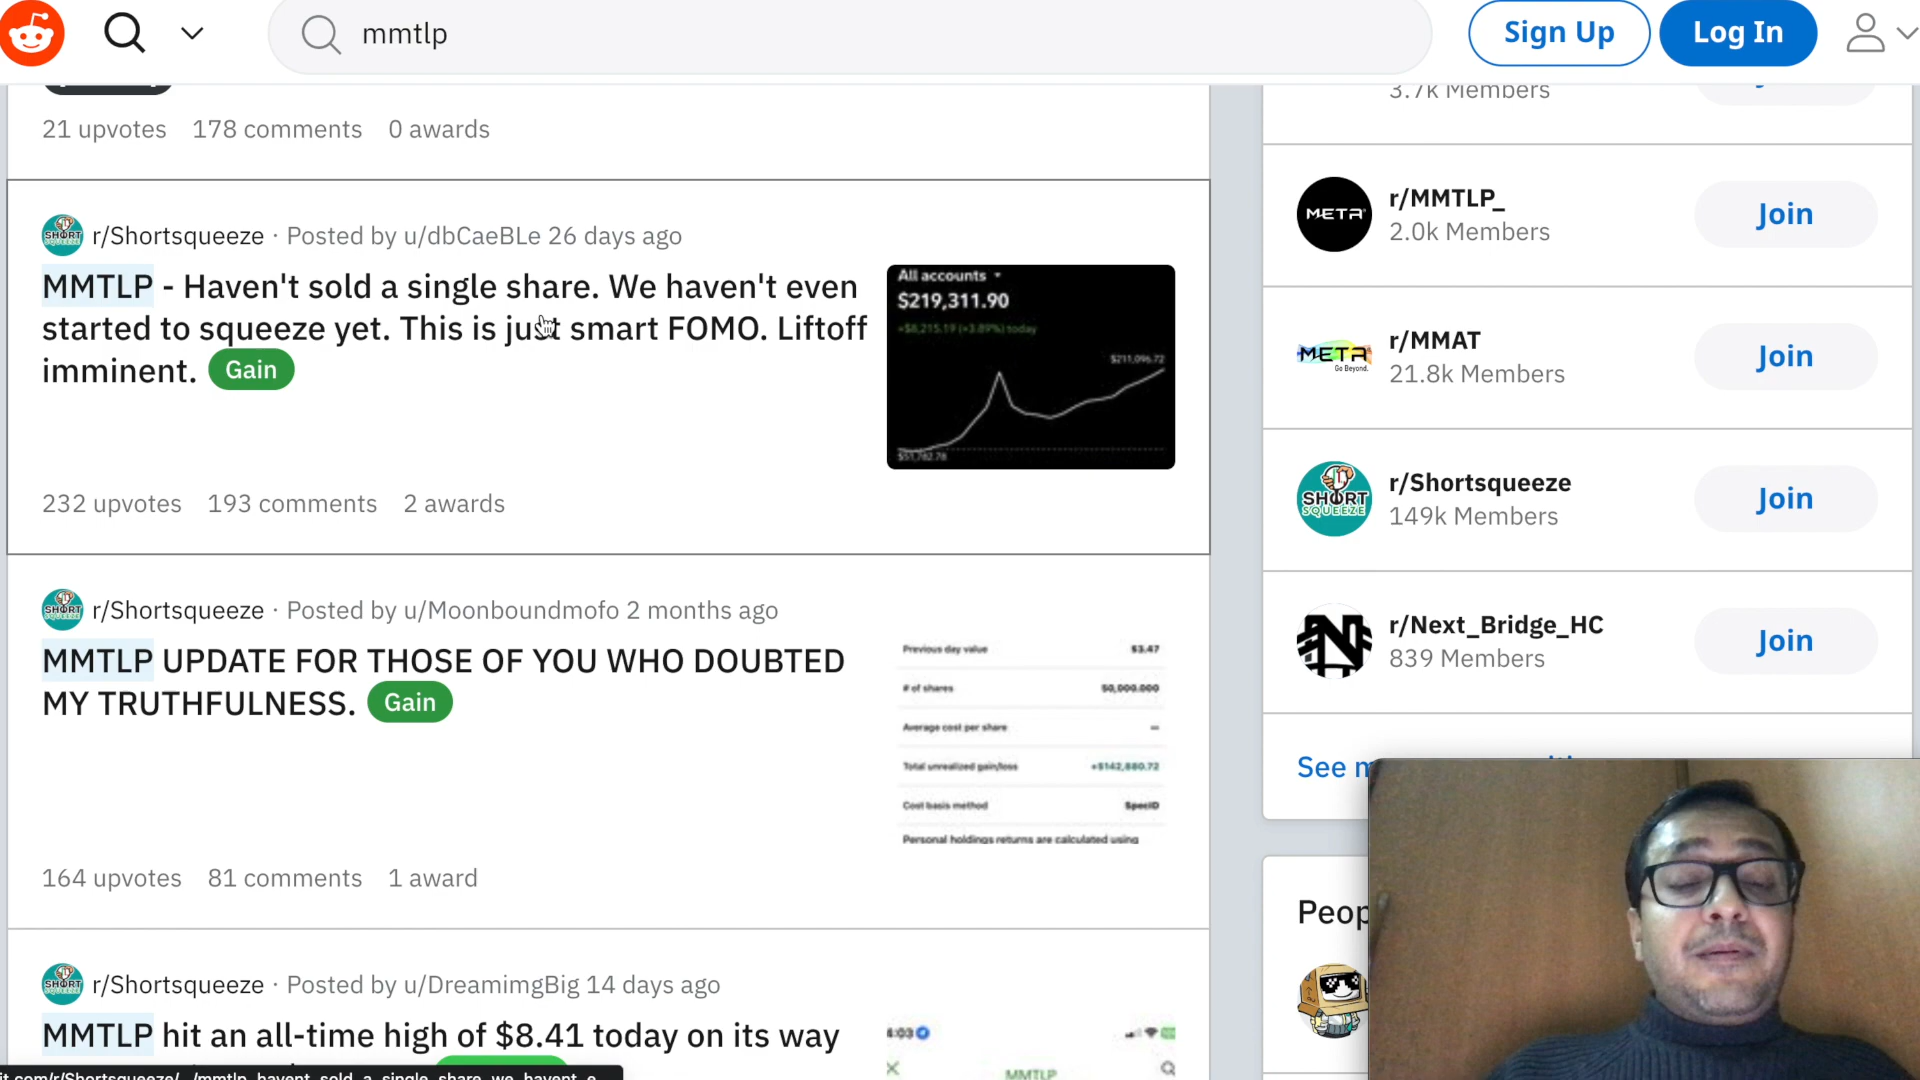 mmtlp
Sign Up
Log In
21 upvotes 178 comments 0 awards
r/Shortsqueeze · Posted by u/dbCaeBLe 26 days ago
MMTLP - Haven't sold a single share. We haven't even
started to squeeze yet. This is just smart FOMO. Liftoff
imminent. Gain
All accounts
$219,311.90
+$8,215.19 (+3.89%) today
$211,096.72
232 upvotes 193 comments 2 awards
r/Shortsqueeze · Posted by u/Moonboundmofo 2 months ago
MMTLP UPDATE FOR THOSE OF YOU WHO DOUBTED
MY TRUTHFULNESS. Gain
Previous day value $3.47
# of shares 50,000.000
Average cost per share —
Total unrealized gain/loss +$142,880.72
Cost basis method SpecID
Personal holdings returns are calculated using
164 upvotes 81 comments 1 award
r/Shortsqueeze · Posted by u/DreamimgBig 14 days ago
MMTLP hit an all-time high of $8.41 today on its way
MMTLP
3.7k Members
META
r/MMTLP_
2.0k Members
Join
META
Go Beyond.
r/MMAT
21.8k Members
Join
SHORT
SQUEEZE
r/Shortsqueeze
149k Members
Join
r/Next_Bridge_HC
839 Members
Join
See